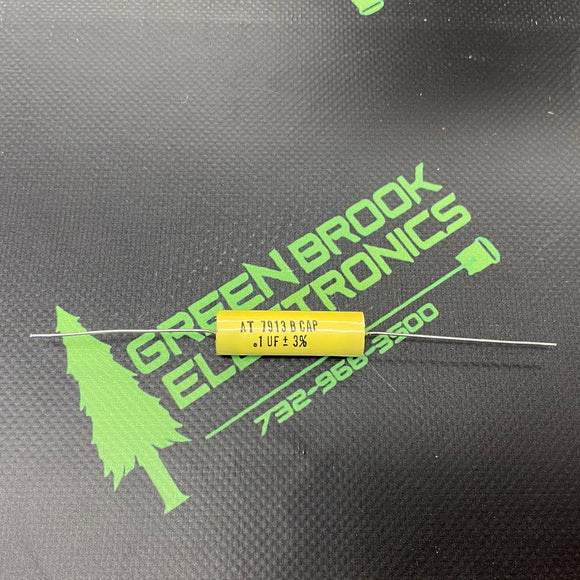 GREEN BROOK
ELECTRONICS
732-968-3500
AT 7913 B CAP
.1 UF ± 3%